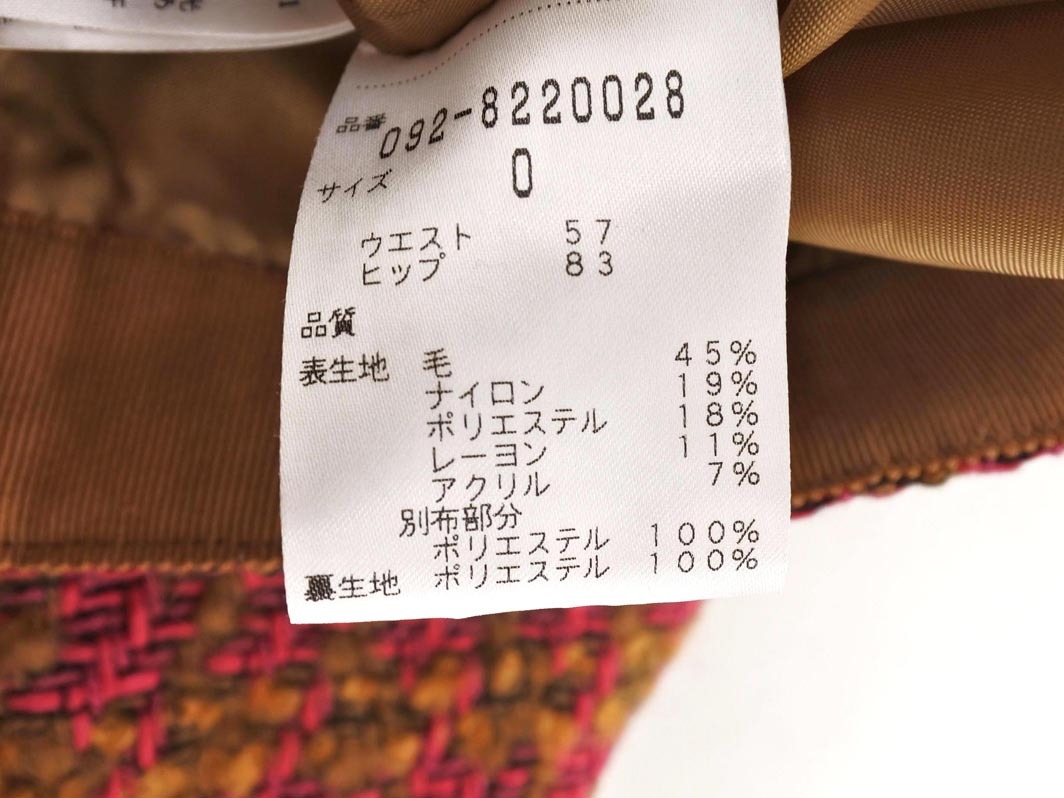 品番 092-8220028
サイズ 0
ウエスト 57
ヒップ 83
品質
表生地 毛 45%
ナイロン 19%
ポリエステル 18%
レーヨン 11%
アクリル 7%
別布部分
ポリエステル 100%
裏生地 ポリエステル 100%